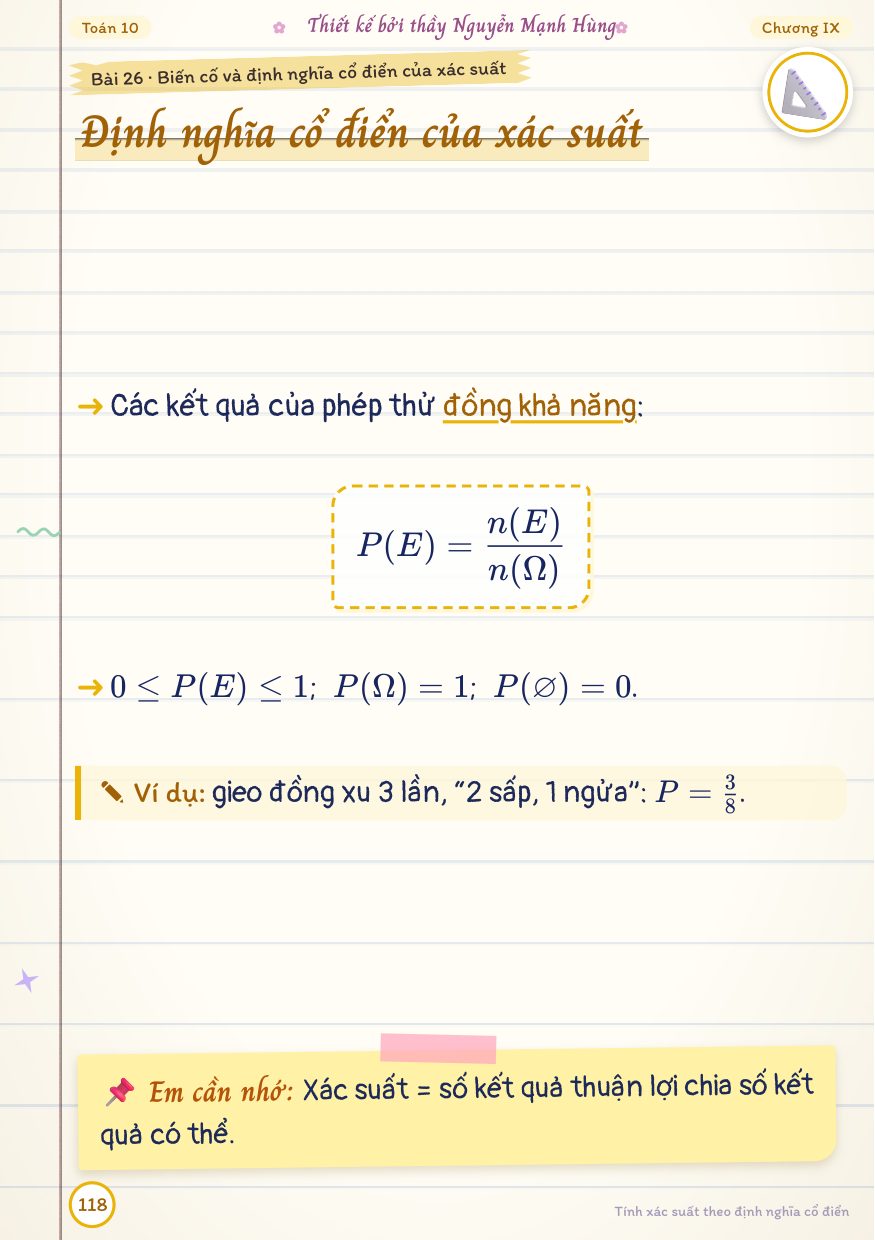 Toán 10
Thiết kế bởi thầy Nguyễn Mạnh Hùng
Chương IX
Bài 26 · Biến cố và định nghĩa cổ điển của xác suất
Định nghĩa cổ điển của xác suất
→ Các kết quả của phép thử đồng khả năng:
P(E) = n(E)/n(Ω)
→ 0 ≤ P(E) ≤ 1; P(Ω) = 1; P(∅) = 0.
Ví dụ: gieo đồng xu 3 lần, “2 sấp, 1 ngửa”: P = 3/8.
Em cần nhớ: Xác suất = số kết quả thuận lợi chia số kết
quả có thể.
118
Tính xác suất theo định nghĩa cổ điển